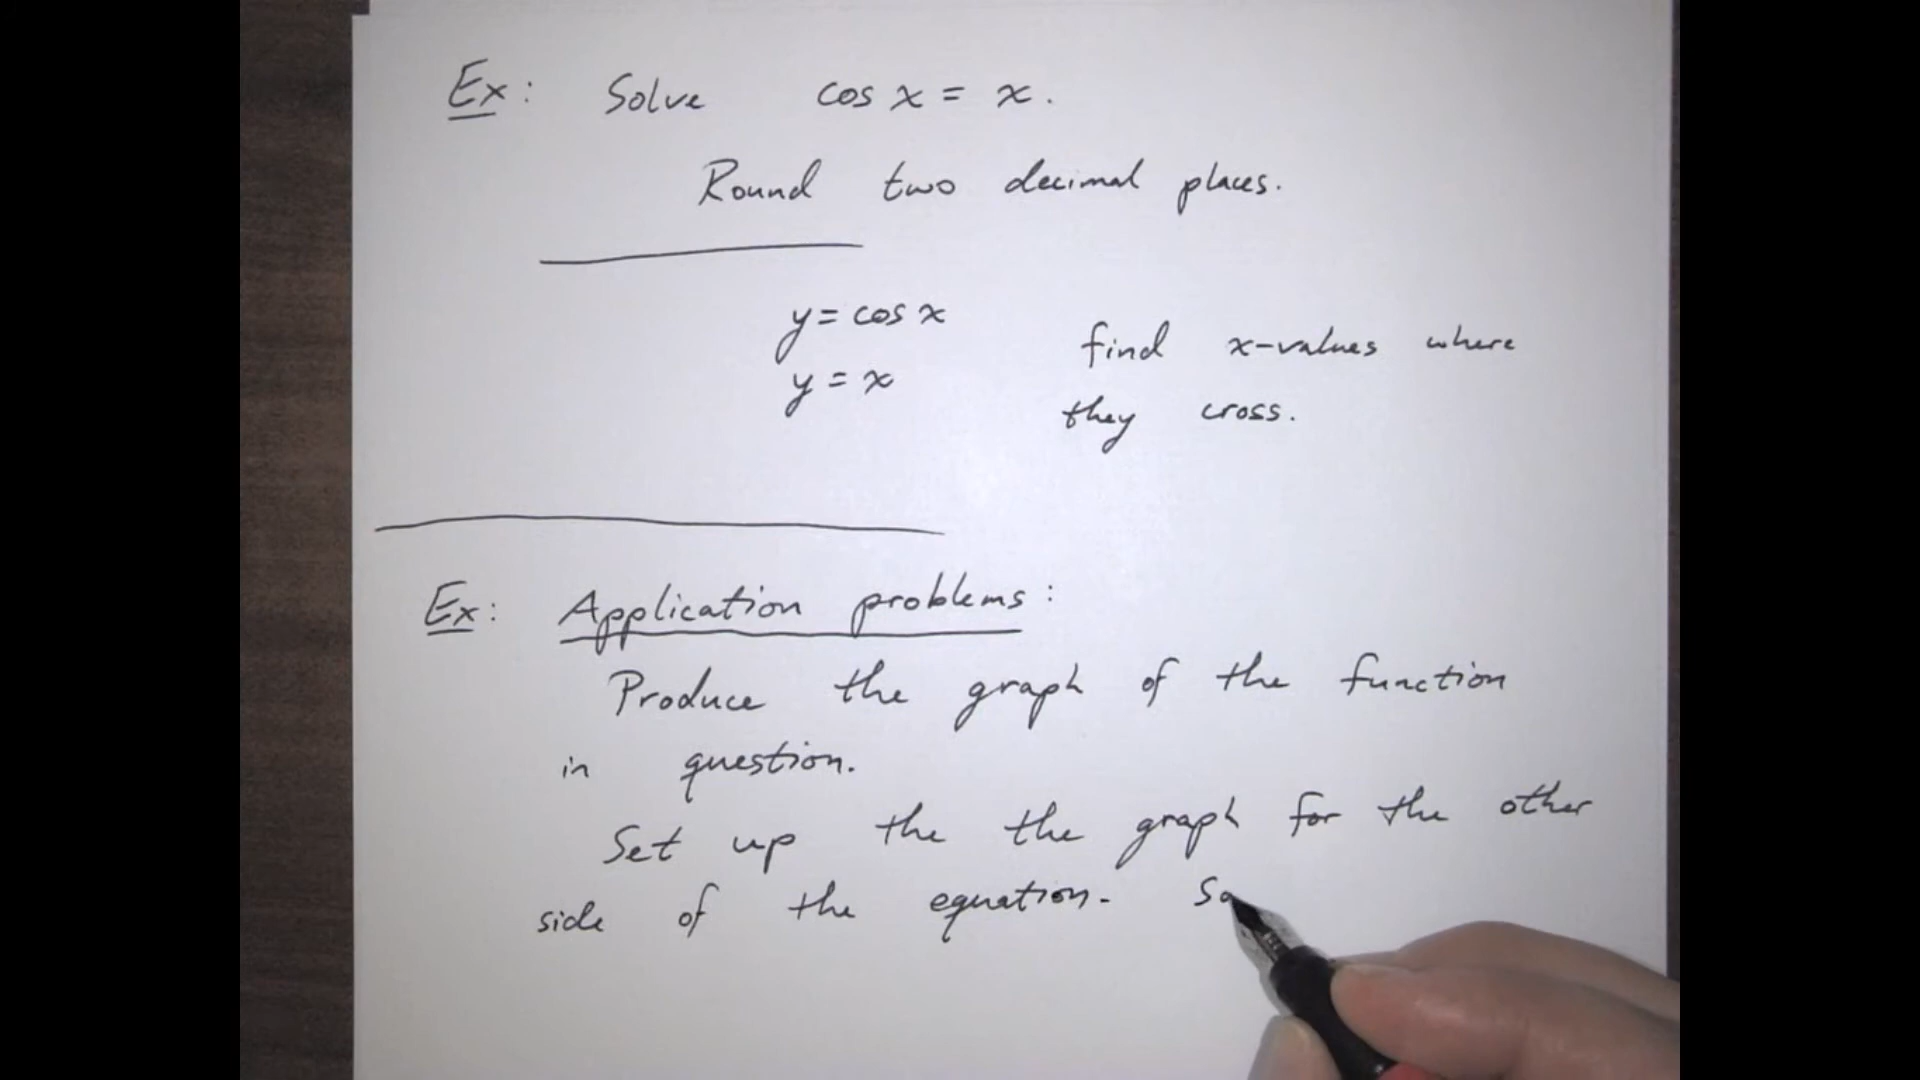 Ex: Solve cos x = x.
Round two decimal places.
y = cos x
y = x
find x-values where
they cross.
Ex: Application problems:
Produce the graph of the function
in question.
Set up the the graph for the other
side of the equation. So